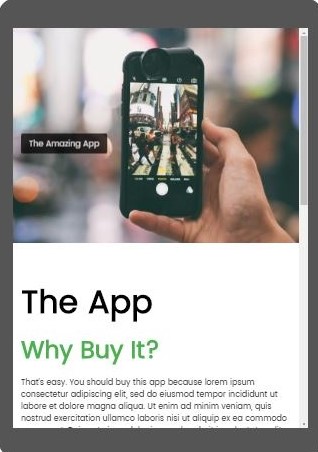 The Amazing App
The App
Why Buy It?
That's easy. You should buy this app because lorem ipsum
consectetur adipiscing elit, sed do eiusmod tempor incididunt ut
labore et dolore magna aliqua. Ut enim ad minim veniam, quis
nostrud exercitation ullamco laboris nisi ut aliquip ex ea commodo